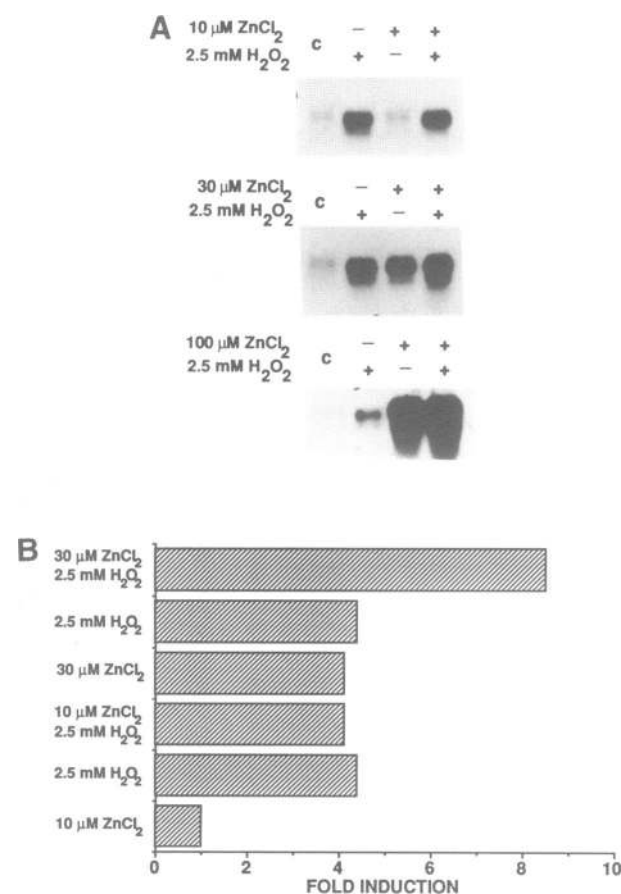 A
10 µM ZnCl₂ C − + +
2.5 mM H₂O₂ + − +
30 µM ZnCl₂ C − + +
2.5 mM H₂O₂ + − +
100 µM ZnCl₂ C − + +
2.5 mM H₂O₂ + − +
B
30 µM ZnCl₂
2.5 mM H₂O₂
2.5 mM H₂O₂
30 µM ZnCl₂
10 µM ZnCl₂
2.5 mM H₂O₂
2.5 mM H₂O₂
10 µM ZnCl₂
0 2 4 6 8 10
FOLD INDUCTION